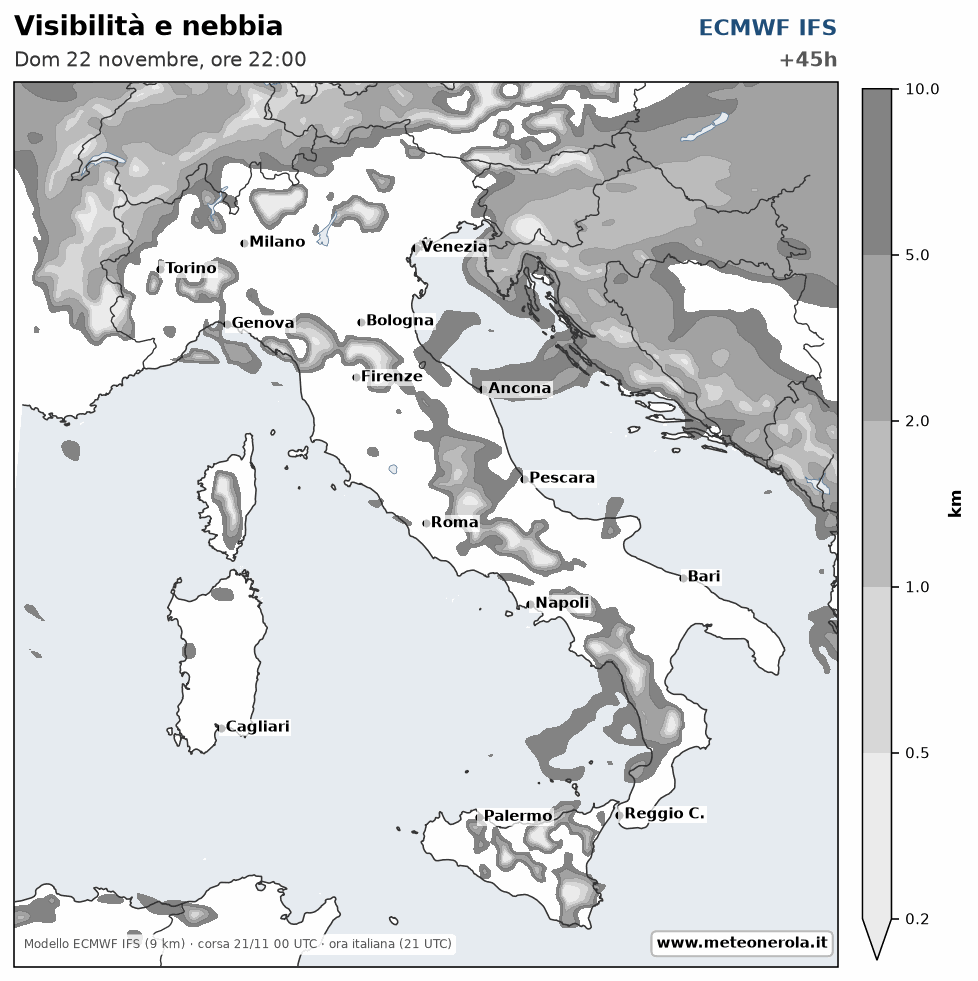 Visibilità e nebbia
ECMWF IFS
Dom 22 novembre, ore 22:00
+45h
10.0
5.0
2.0
1.0
0.5
0.2
km
Milano
Venezia
Torino
Genova
Bologna
Firenze
Ancona
Pescara
Roma
Bari
Napoli
Cagliari
Palermo
Reggio C.
Modello ECMWF IFS (9 km) · corsa 21/11 00 UTC · ora italiana (21 UTC)
www.meteonerola.it